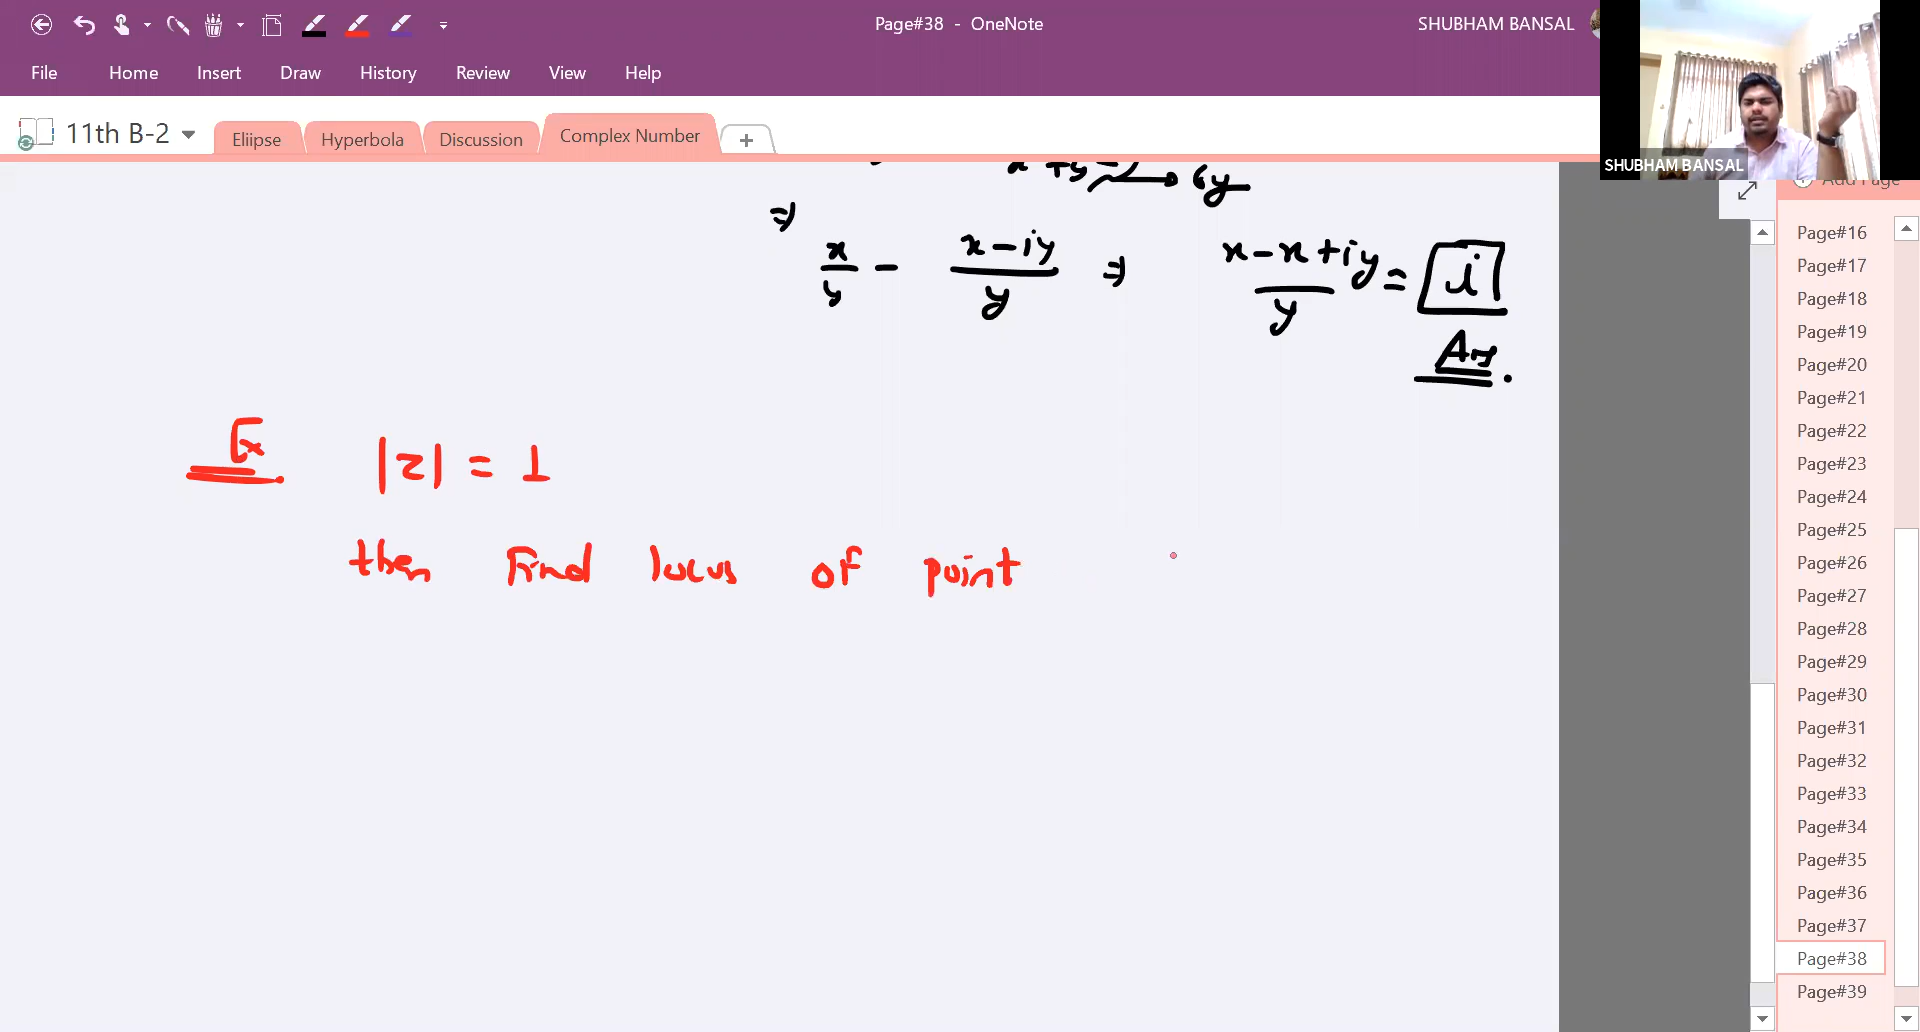 Page#38 - OneNote
SHUBHAM BANSAL
File Home Insert Draw History Review View Help
SHUBHAM BANSAL
11th B-2
Eliipse
Hyperbola
Discussion
Complex Number
+
Add Page
⇒ x/y - (x-iy)/y ⇒ (x-x+iy)/y = i
Ans.
Ex |z| = 1
then Find locus of point
Page#16
Page#17
Page#18
Page#19
Page#20
Page#21
Page#22
Page#23
Page#24
Page#25
Page#26
Page#27
Page#28
Page#29
Page#30
Page#31
Page#32
Page#33
Page#34
Page#35
Page#36
Page#37
Page#38
Page#39